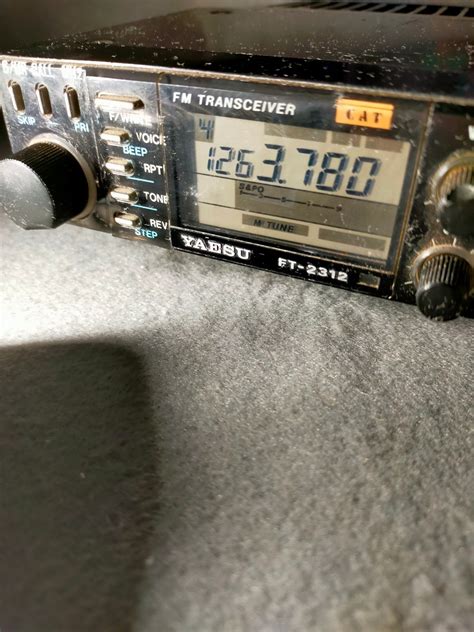 FM TRANSCEIVER
CAT
SKIP
PRI
F/
VOICE
BEEP
RPT
TONE
REV
STEP
4
1263.780
S&PO
M TUNE
YAESU FT-2312